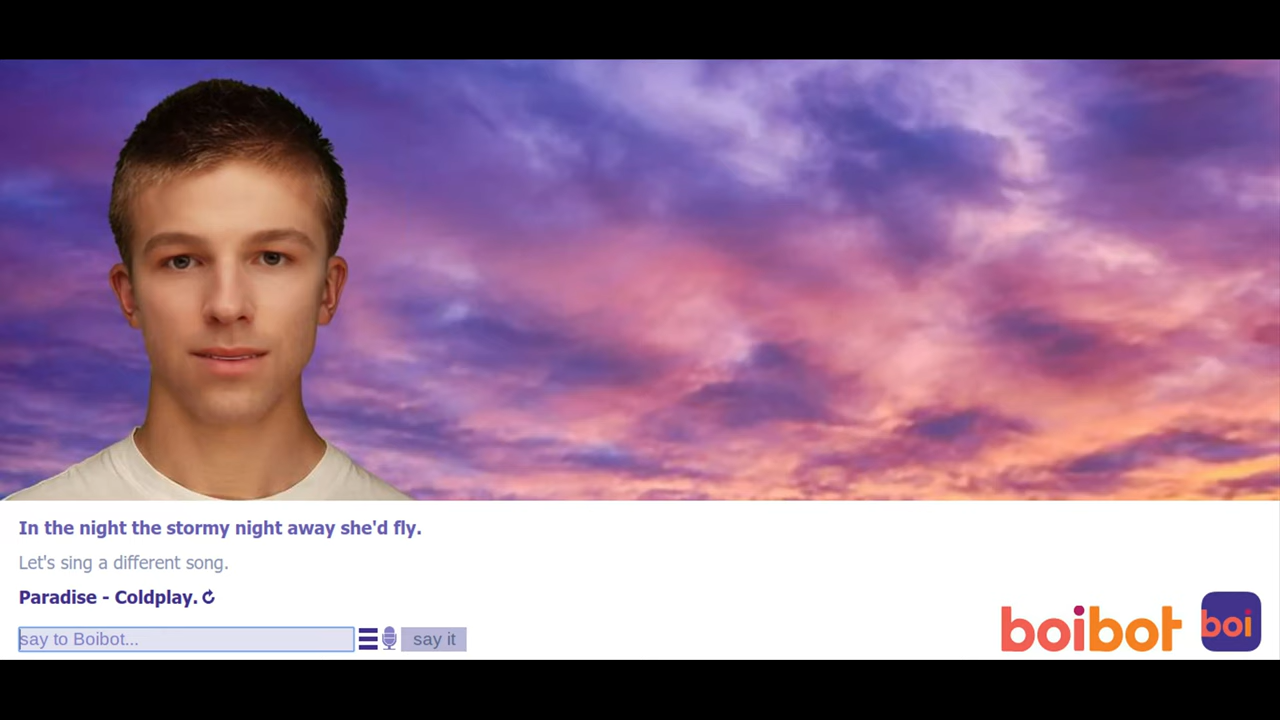 In the night the stormy night away she'd fly.
Let's sing a different song.
Paradise - Coldplay.
say to Boibot...
say it
boibot
boi